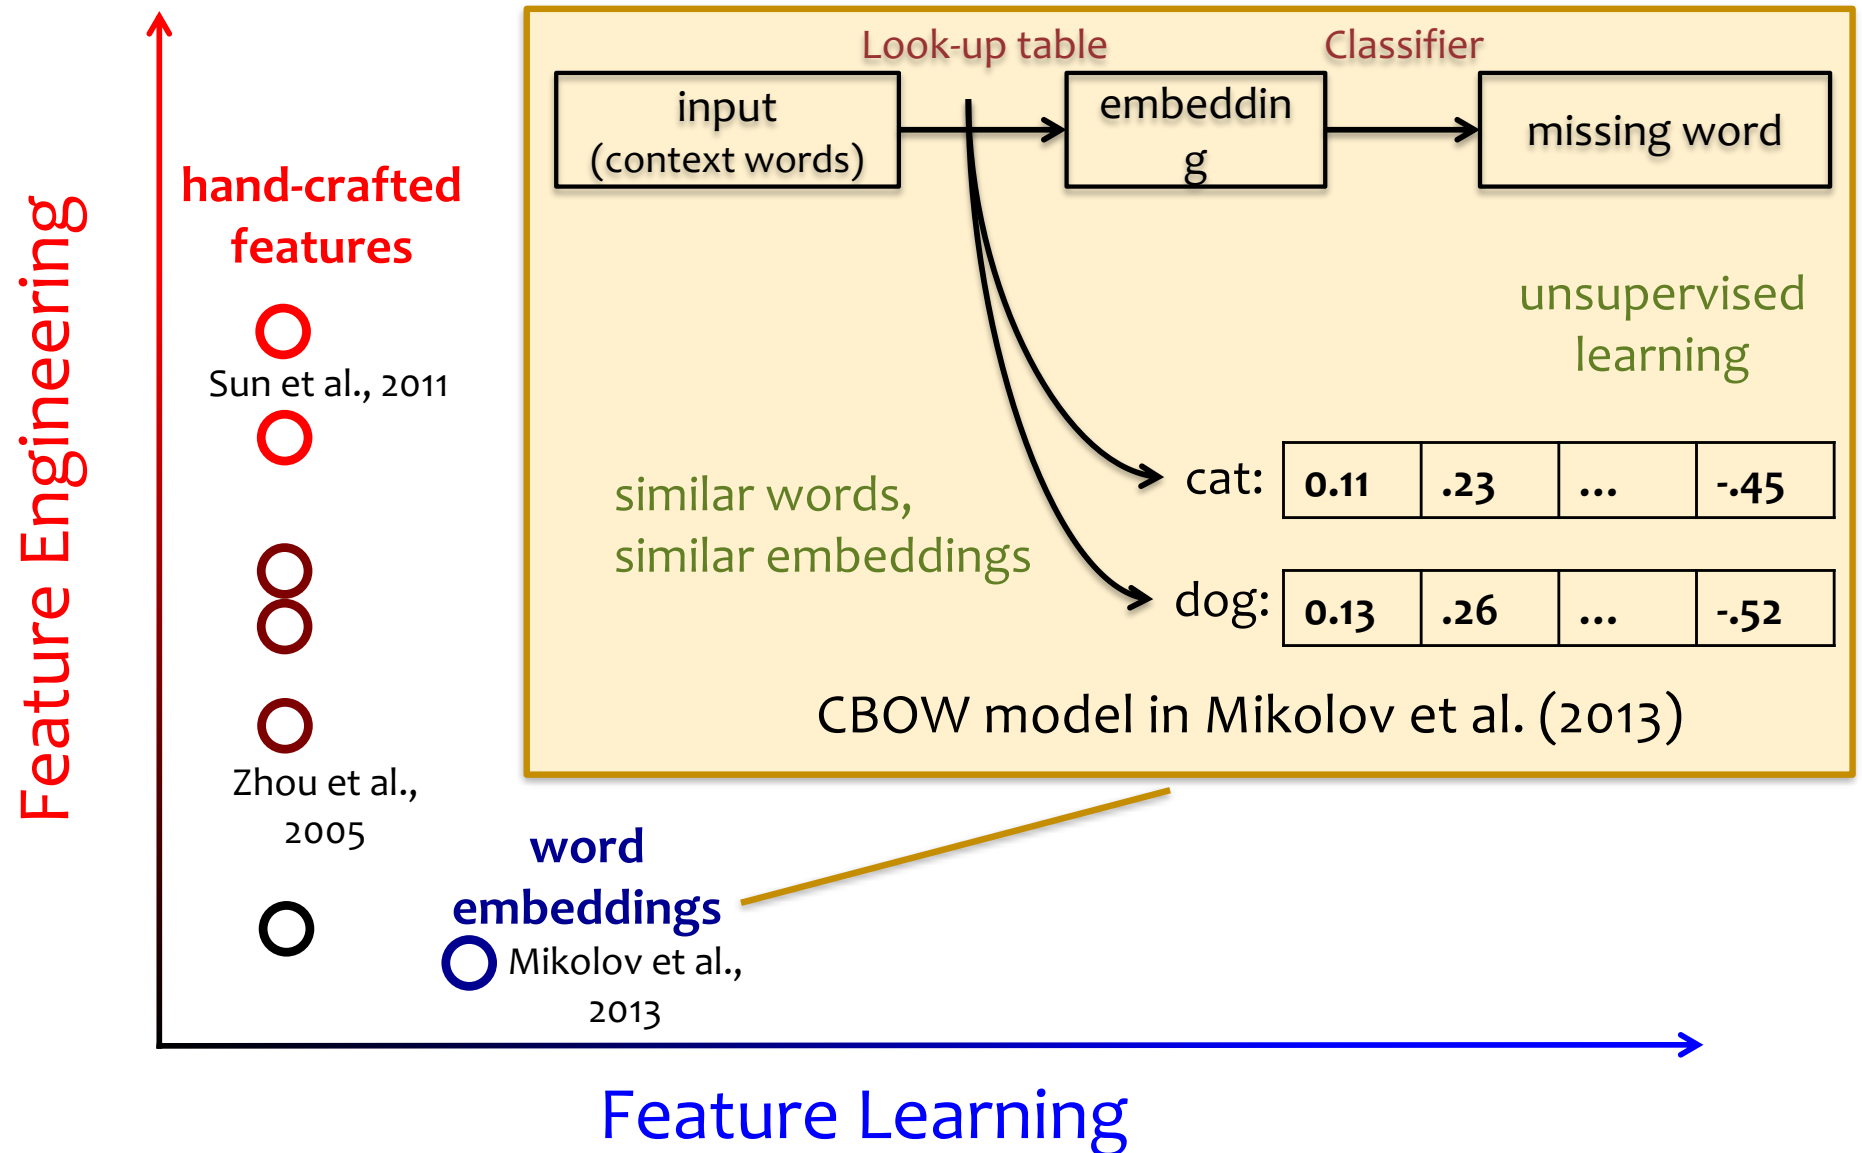 Feature Engineering
hand-crafted
features
Sun et al., 2011
Zhou et al.,
2005
word
embeddings
Mikolov et al.,
2013
Feature Learning
Look-up table
Classifier
input
(context words)
embeddin
g
missing word
unsupervised
learning
similar words,
similar embeddings
cat: 0.11 .23 ... -.45
dog: 0.13 .26 ... -.52
CBOW model in Mikolov et al. (2013)